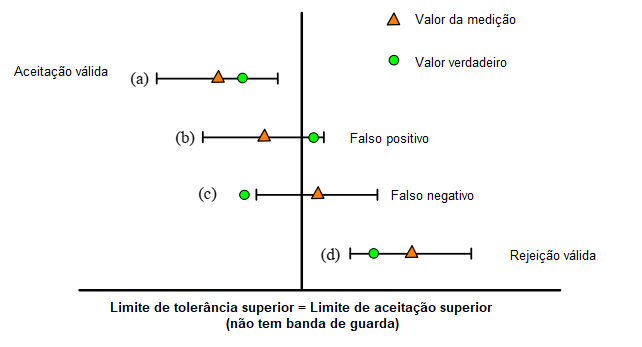 Valor da medição
Valor verdadeiro
Aceitação válida
(a)
(b)
Falso positivo
(c)
Falso negativo
(d)
Rejeição válida
Limite de tolerância superior = Limite de aceitação superior
(não tem banda de guarda)